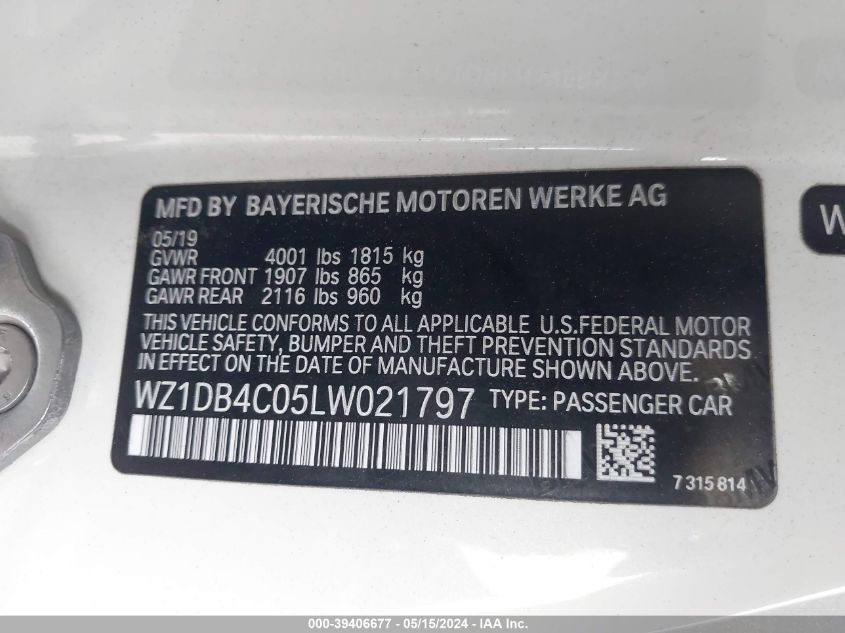 MFD BY BAYERISCHE MOTOREN WERKE AG
05/19
GVWR 4001 lbs 1815 kg
GAWR FRONT 1907 lbs 865 kg
GAWR REAR 2116 lbs 960 kg
THIS VEHICLE CONFORMS TO ALL APPLICABLE U.S.FEDERAL MOTOR
VEHICLE SAFETY, BUMPER AND THEFT PREVENTION STANDARDS
IN EFFECT ON THE DATE OF MANUFACTURE SHOWN ABOVE.
WZ1DB4C05LW021797 TYPE: PASSENGER CAR
7 315 814
W
000-39406677 - 05/15/2024 - IAA Inc.